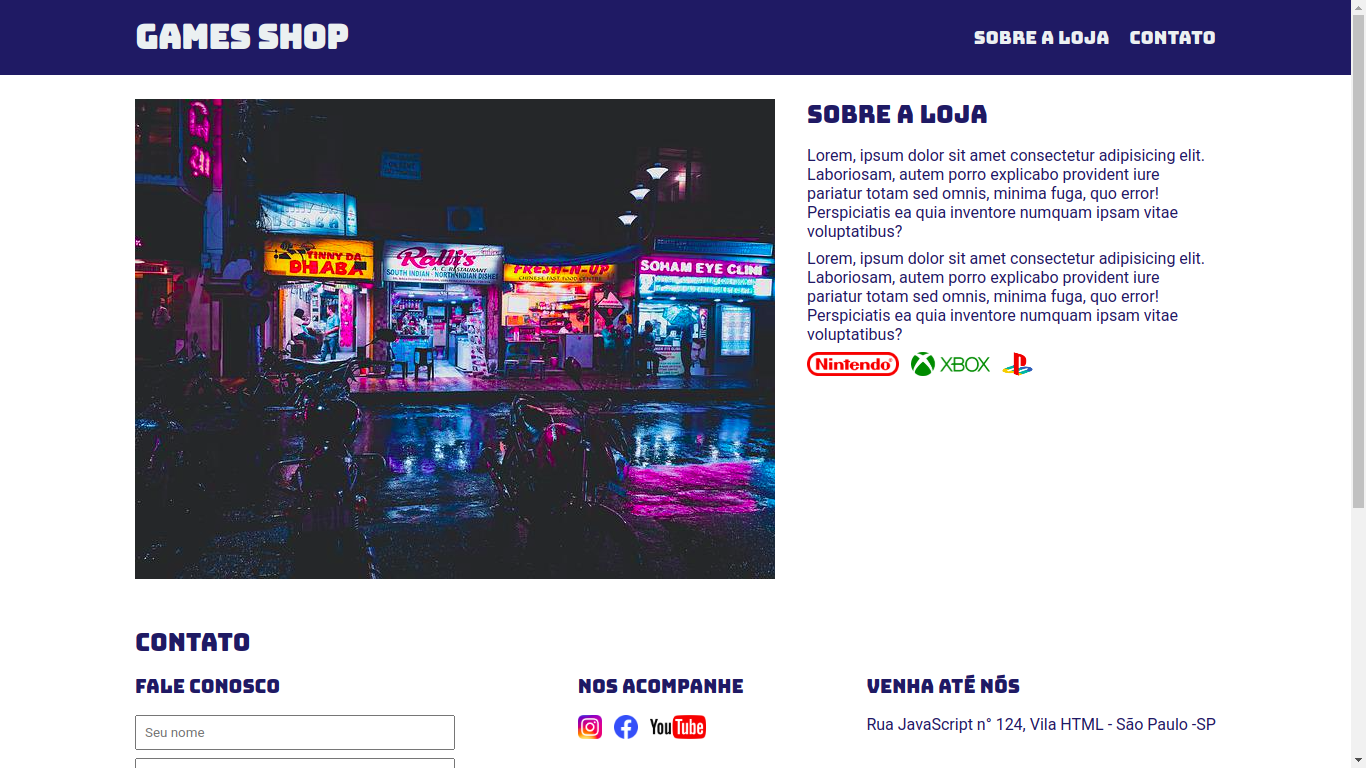 GAMES SHOP
SOBRE A LOJA CONTATO
SOBRE A LOJA
Lorem, ipsum dolor sit amet consectetur adipisicing elit.
Laboriosam, autem porro explicabo provident iure
pariatur totam sed omnis, minima fuga, quo error!
Perspiciatis ea quia inventore numquam ipsam vitae
voluptatibus?
Lorem, ipsum dolor sit amet consectetur adipisicing elit.
Laboriosam, autem porro explicabo provident iure
pariatur totam sed omnis, minima fuga, quo error!
Perspiciatis ea quia inventore numquam ipsam vitae
voluptatibus?
Nintendo XBOX
DHABA
Ralli's
A. C. RESTAURANT
SOUTH INDIAN · NORTH INDIAN DISHES
FRESH-N-UP
CHINESE FAST FOOD CENTRE
SOHAM EYE CLINI
CONTATO
FALE CONOSCO
Seu nome
NOS ACOMPANHE
YouTube
VENHA ATÉ NÓS
Rua JavaScript n° 124, Vila HTML - São Paulo -SP